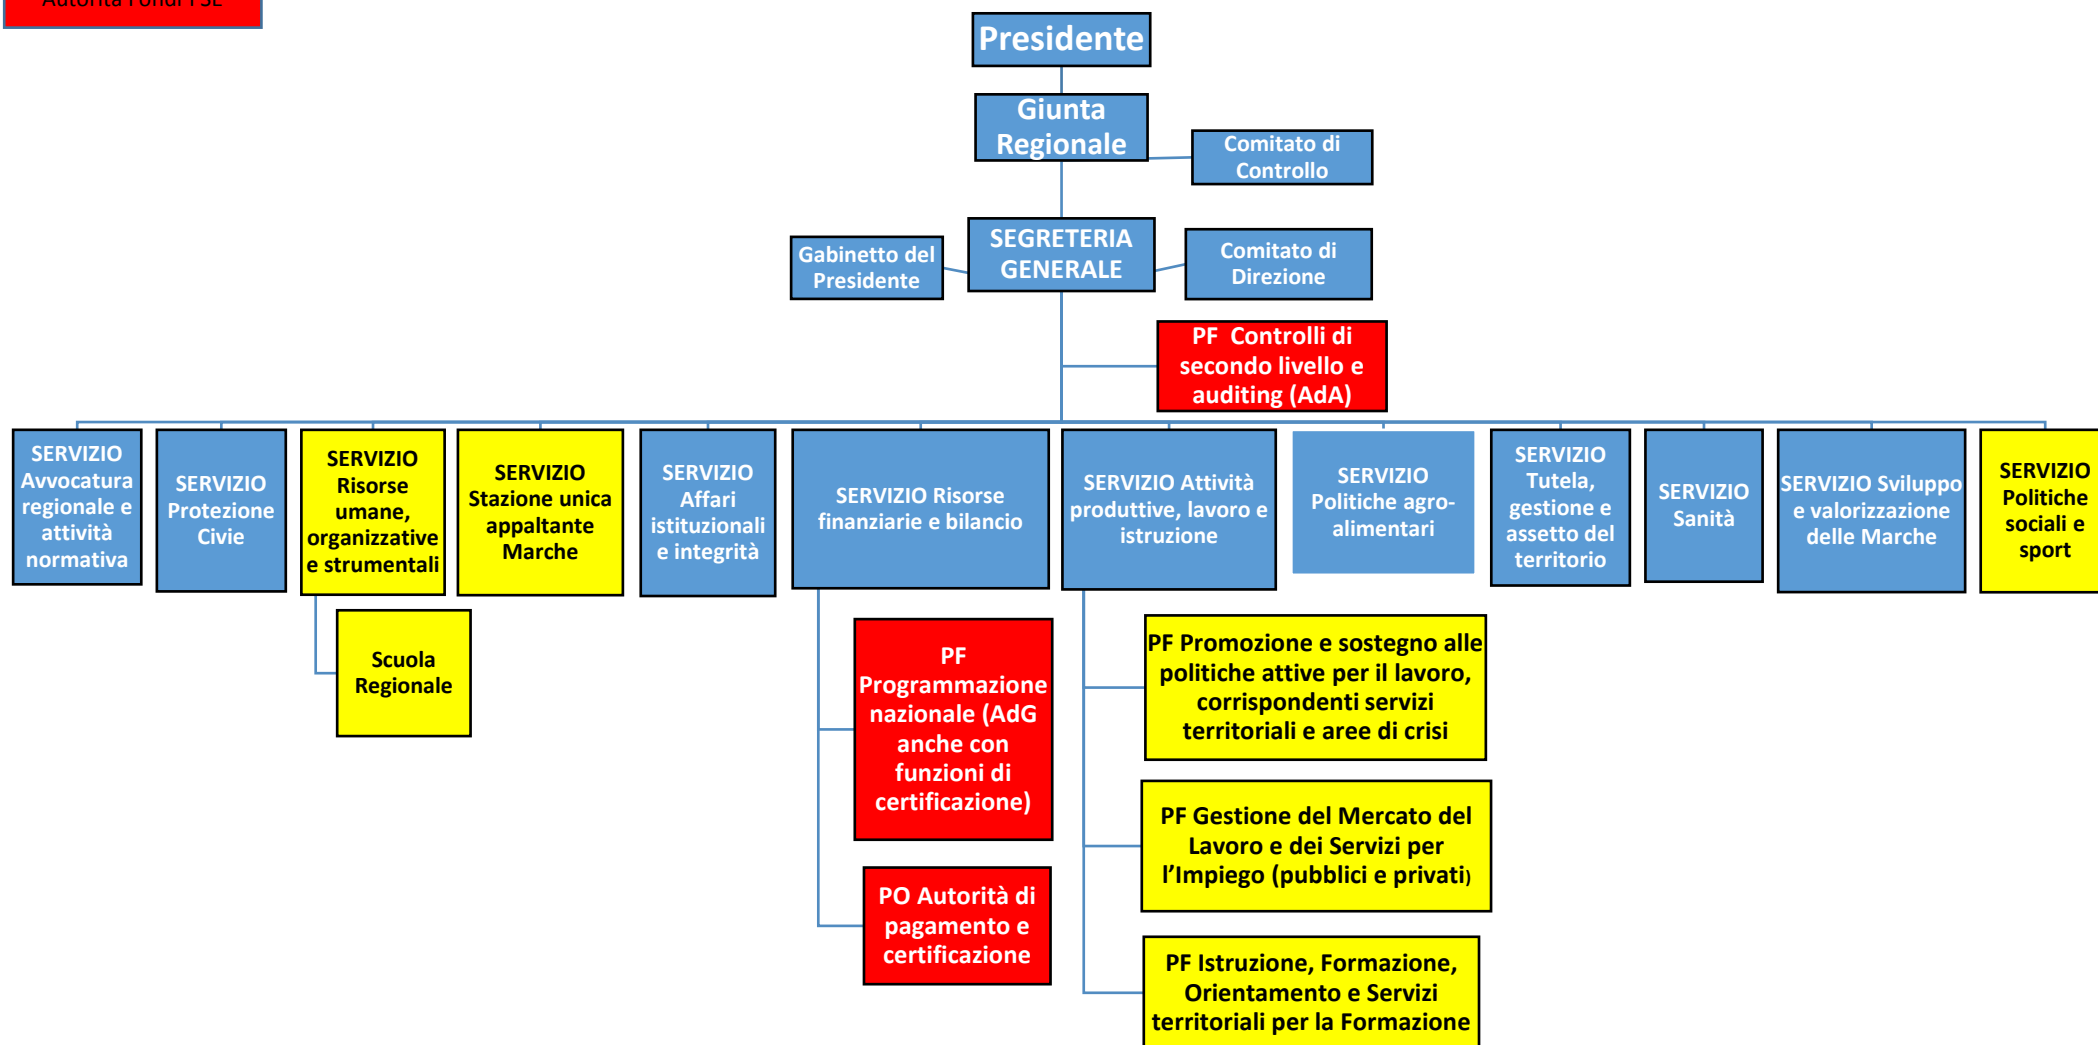 Autorità Fondi FSE
Presidente
Giunta
Regionale
Comitato di
Controllo
SEGRETERIA
GENERALE
Gabinetto del
Presidente
Comitato di
Direzione
PF Controlli di
secondo livello e
auditing (AdA)
SERVIZIO
Avvocatura
regionale e
attività
normativa
SERVIZIO
Protezione
Civie
SERVIZIO
Risorse
umane,
organizzative
e strumentali
SERVIZIO
Stazione unica
appaltante
Marche
SERVIZIO
Affari
istituzionali
e integrità
SERVIZIO Risorse
finanziarie e bilancio
SERVIZIO Attività
produttive, lavoro e
istruzione
SERVIZIO
Politiche agro-
alimentari
SERVIZIO
Tutela,
gestione e
assetto del
territorio
SERVIZIO
Sanità
SERVIZIO Sviluppo
e valorizzazione
delle Marche
SERVIZIO
Politiche
sociali e
sport
Scuola
Regionale
PF
Programmazione
nazionale (AdG
anche con
funzioni di
certificazione)
PO Autorità di
pagamento e
certificazione
PF Promozione e sostegno alle
politiche attive per il lavoro,
corrispondenti servizi
territoriali e aree di crisi
PF Gestione del Mercato del
Lavoro e dei Servizi per
l'Impiego (pubblici e privati)
PF Istruzione, Formazione,
Orientamento e Servizi
territoriali per la Formazione